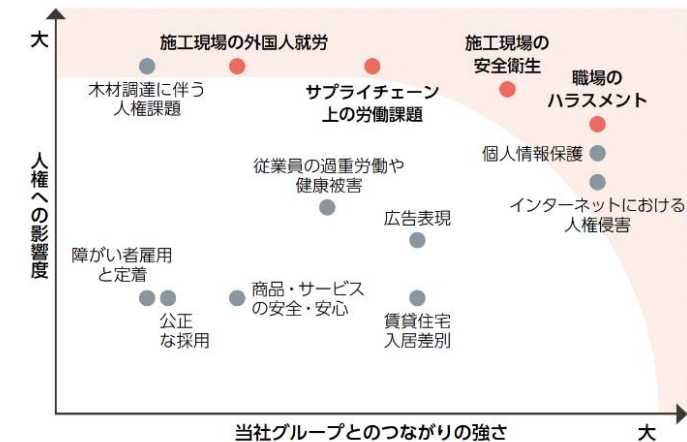 大
施工現場の外国人就労
木材調達に伴う
人権課題
サプライチェーン
上の労働課題
施工現場の
安全衛生
職場の
ハラスメント
個人情報保護
インターネットにおける
人権侵害
人権への影響度
従業員の過重労働や
健康被害
広告表現
障がい者雇用
と定着
公正
な採用
商品・サービス
の安全・安心
賃貸住宅
入居差別
当社グループとのつながりの強さ
大